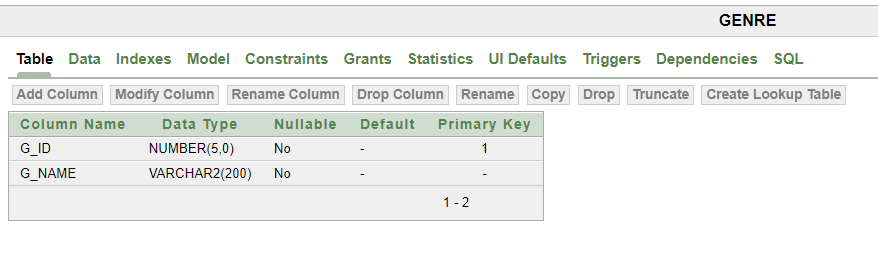 GENRE
Table Data Indexes Model Constraints Grants Statistics UI Defaults Triggers Dependencies SQL
Add Column Modify Column Rename Column Drop Column Rename Copy Drop Truncate Create Lookup Table
Column Name Data Type Nullable Default Primary Key
G_ID NUMBER(5,0) No - 1
G_NAME VARCHAR2(200) No - -
1 - 2